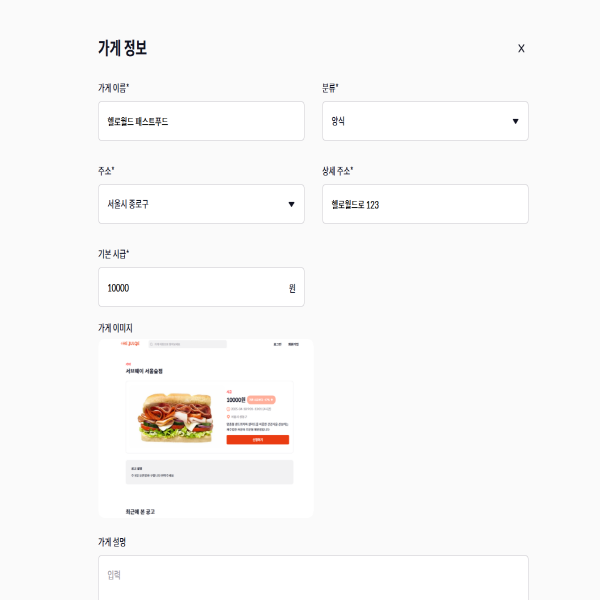 가게 정보
X
가게 이름*
분류*
헬로월드 패스트푸드
양식
주소*
상세 주소*
서울시 종로구
헬로월드로 123
기본 시급*
10000
원
가게 이미지
서브웨이 서울숲점
10000원
신청하기
최근에 본 공고
가게 설명
입력